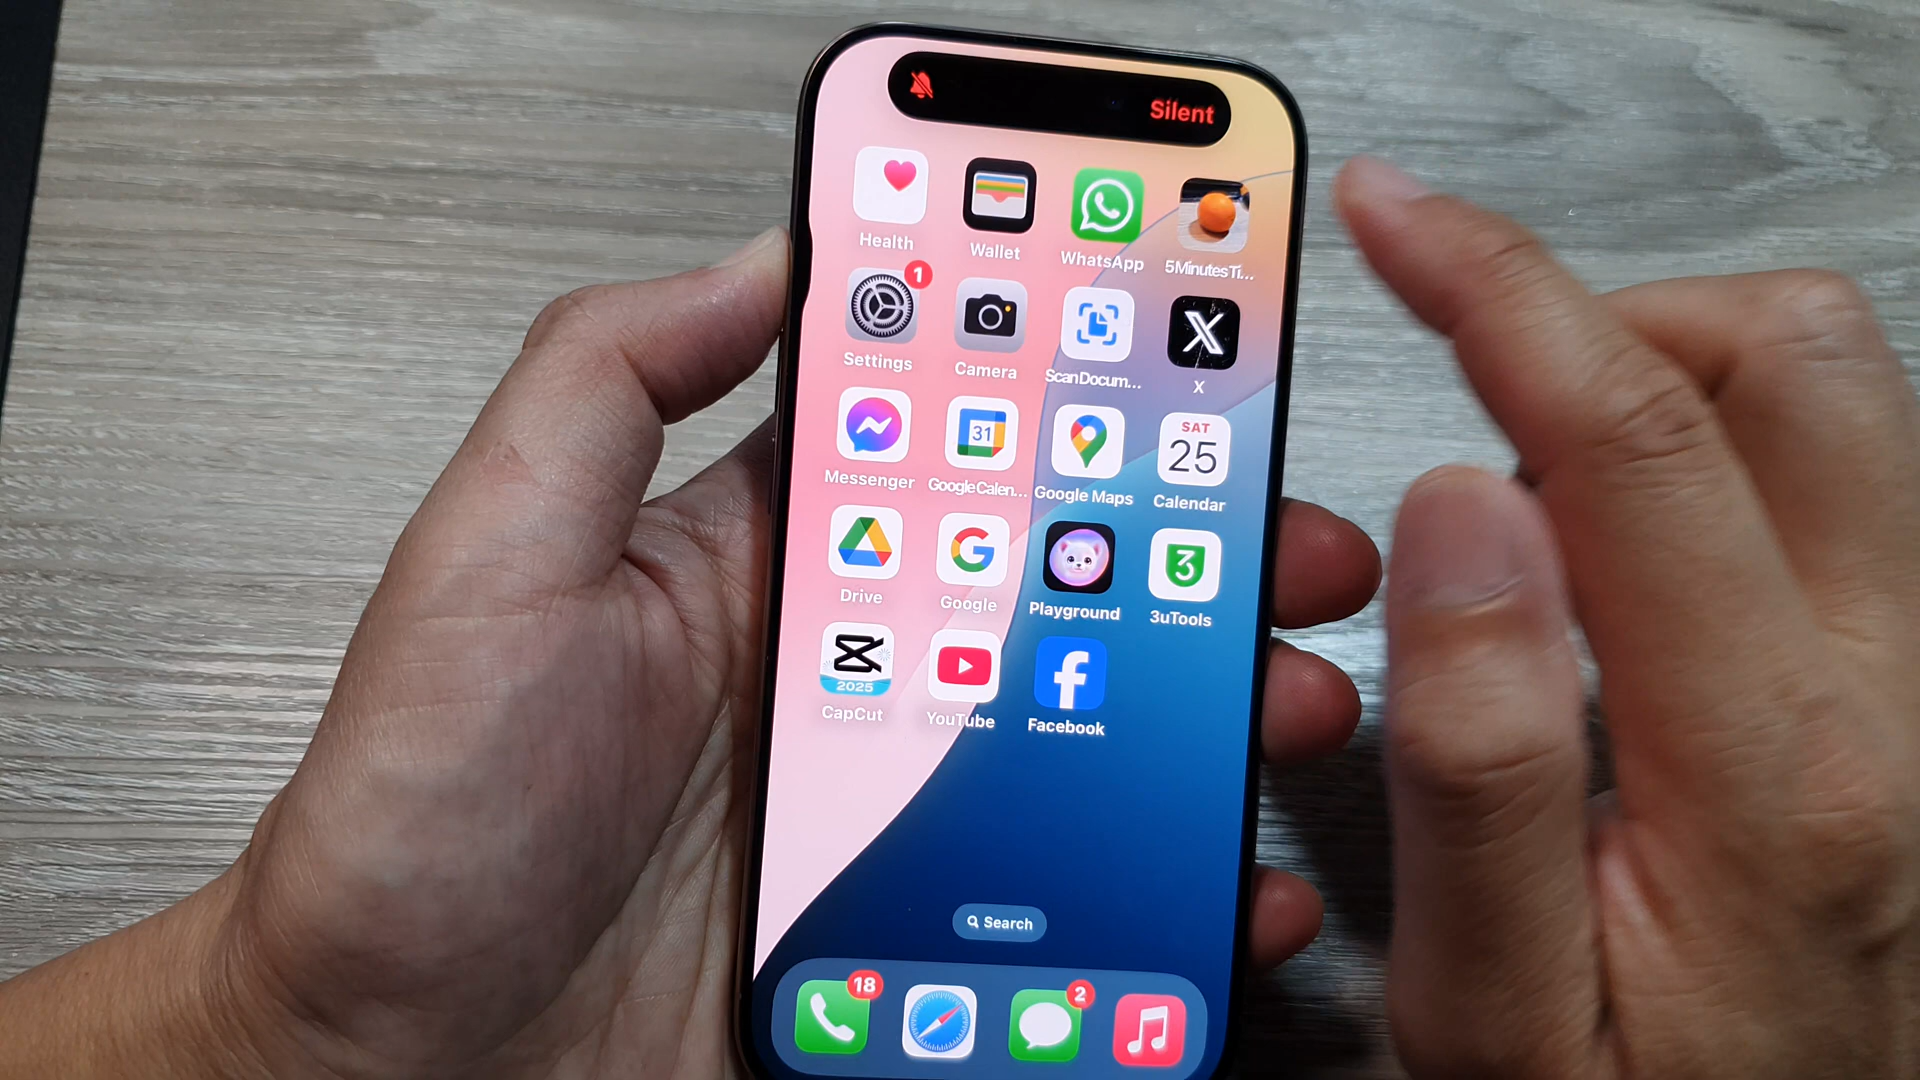 Silent
Health Wallet WhatsApp 5MinutesTi...
1
Settings Camera ScanDocum... X
31
SAT
25
Messenger GoogleCalen... Google Maps Calendar
3
Drive Google Playground 3uTools
2025
CapCut YouTube Facebook
Search
18 2